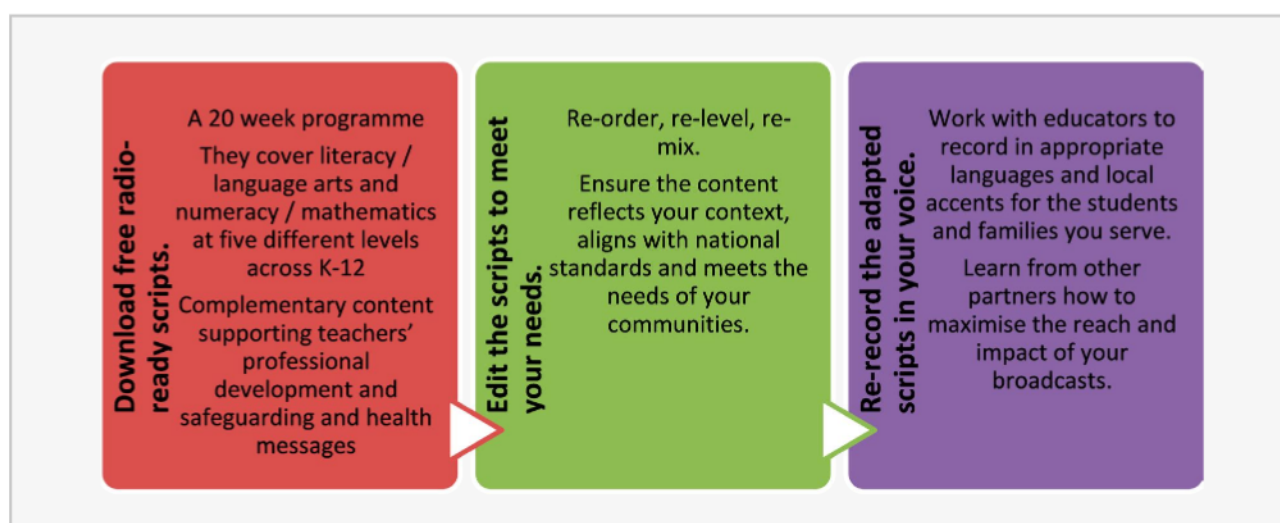 Download free radio-
ready scripts.
A 20 week programme
They cover literacy /
language arts and
numeracy / mathematics
at five different levels
across K-12
Complementary content
supporting teachers’
professional
development and
safeguarding and health
messages
Edit the scripts to meet
your needs.
Re-order, re-level, re-
mix.
Ensure the content
reflects your context,
aligns with national
standards and meets the
needs of your
communities.
Re-record the adapted
scripts in your voice.
Work with educators to
record in appropriate
languages and local
accents for the students
and families you serve.
Learn from other
partners how to
maximise the reach and
impact of your
broadcasts.